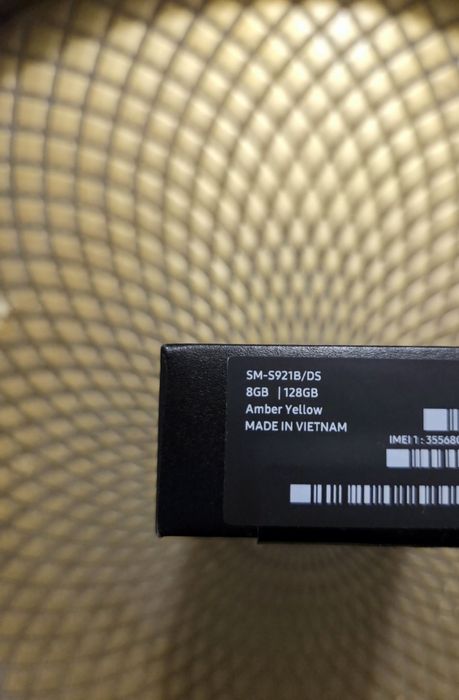 SM-S921B/DS
8GB | 128GB
Amber Yellow
MADE IN VIETNAM
IMEI 1 : 355680